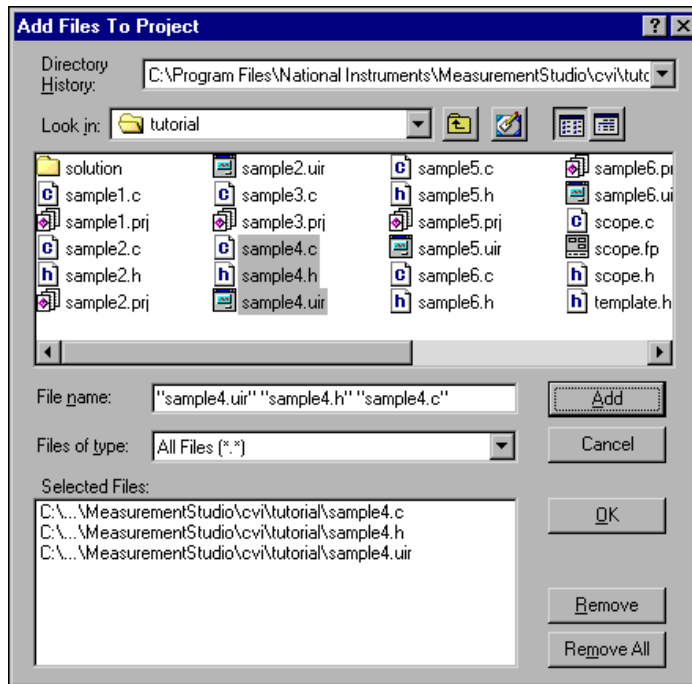 Add Files To Project
Directory History:
C:\Program Files\National Instruments\MeasurementStudio\cvi\tuto
Look in:
tutorial
solution
sample1.c
sample1.prj
sample2.c
sample2.h
sample2.prj
sample2.uir
sample3.c
sample3.prj
sample4.c
sample4.h
sample4.uir
sample5.c
sample5.h
sample5.prj
sample5.uir
sample6.c
sample6.h
sample6.pr
sample6.ui
scope.c
scope.fp
scope.h
template.h
File name:
"sample4.uir" "sample4.h" "sample4.c"
Add
Files of type:
All Files (*.*)
Cancel
Selected Files:
C:\...\MeasurementStudio\cvi\tutorial\sample4.c
C:\...\MeasurementStudio\cvi\tutorial\sample4.h
C:\...\MeasurementStudio\cvi\tutorial\sample4.uir
OK
Remove
Remove All